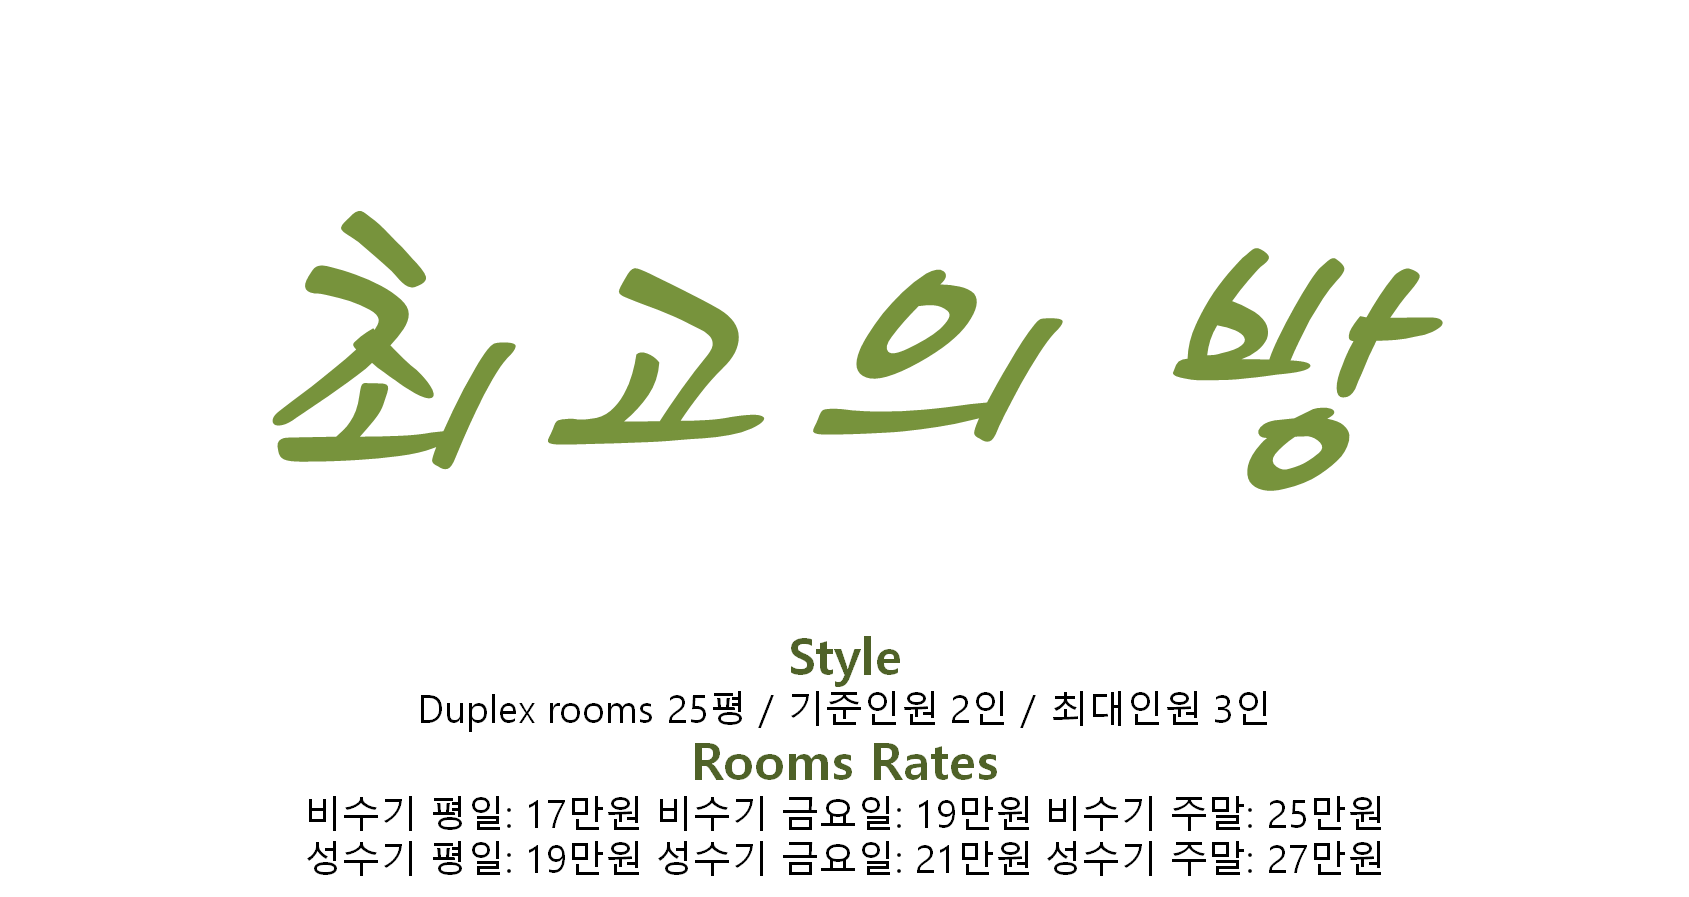 최고의 방
Style
Duplex rooms 25평 / 기준인원 2인 / 최대인원 3인
Rooms Rates
비수기 평일: 17만원 비수기 금요일: 19만원 비수기 주말: 25만원
성수기 평일: 19만원 성수기 금요일: 21만원 성수기 주말: 27만원